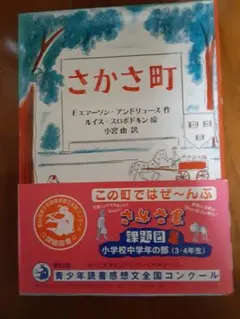 さかさ町
F.エマーソン・アンドリュース 作
ルイス・スロボドキン 絵
小宮 由 訳
この町ではぜ〜んぶ
さかさま
課題図書
小学校中学年の部(3・4年生)
青少年読書感想文全国コンクール